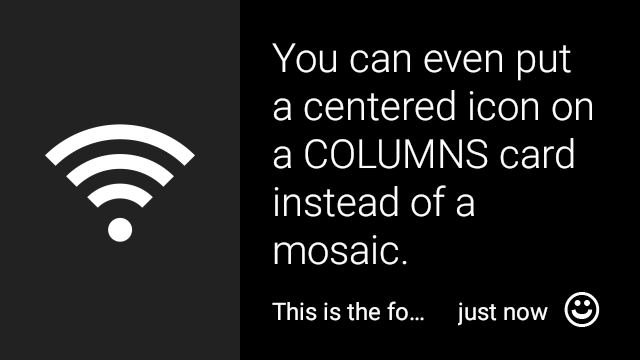 You can even put
a centered icon on
a COLUMNS card
instead of a
mosaic.
This is the fo… just now